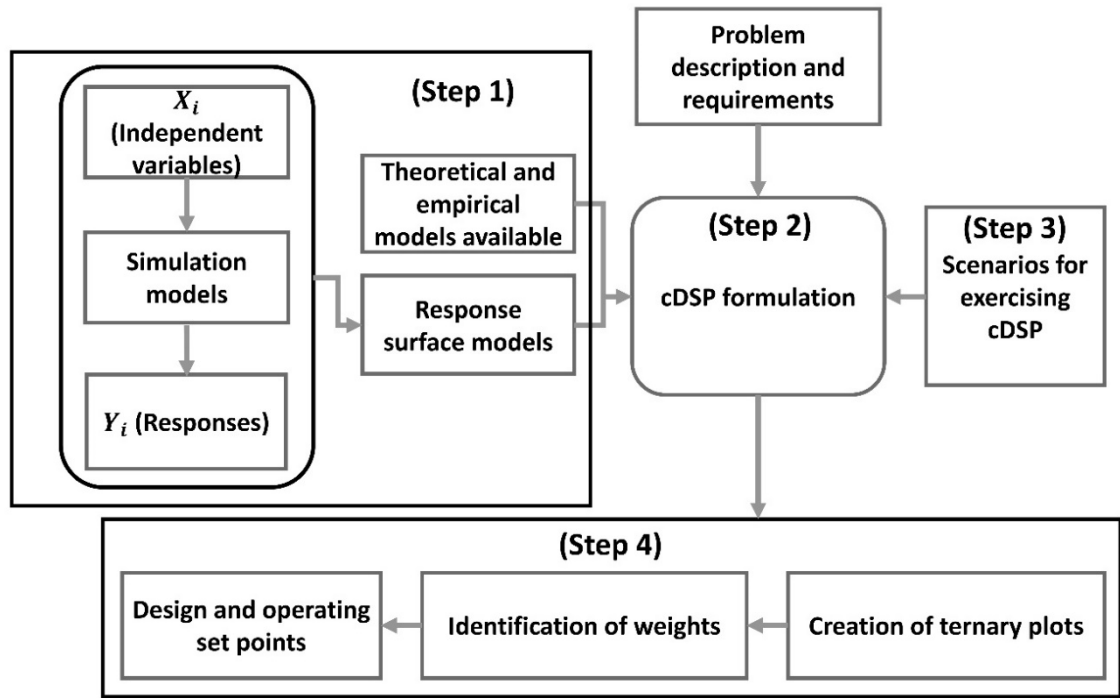 (Step 1)
X_i
(Independent
variables)
Simulation
models
Y_i (Responses)
Theoretical and
empirical
models available
Response
surface models
Problem
description and
requirements
(Step 2)
cDSP formulation
(Step 3)
Scenarios for
exercising
cDSP
(Step 4)
Design and operating
set points
Identification of weights
Creation of ternary plots